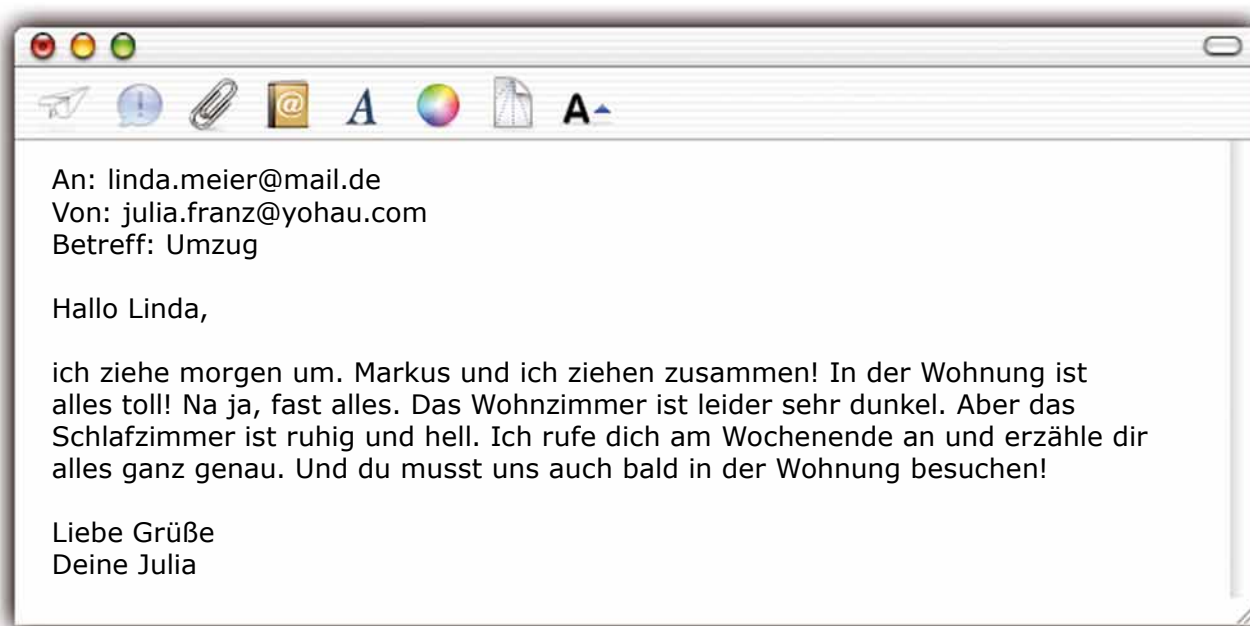 An: linda.meier@mail.de
Von: julia.franz@yohau.com
Betreff: Umzug
Hallo Linda,
ich ziehe morgen um. Markus und ich ziehen zusammen! In der Wohnung ist
alles toll! Na ja, fast alles. Das Wohnzimmer ist leider sehr dunkel. Aber das
Schlafzimmer ist ruhig und hell. Ich rufe dich am Wochenende an und erzähle dir
alles ganz genau. Und du musst uns auch bald in der Wohnung besuchen!
Liebe Grüße
Deine Julia